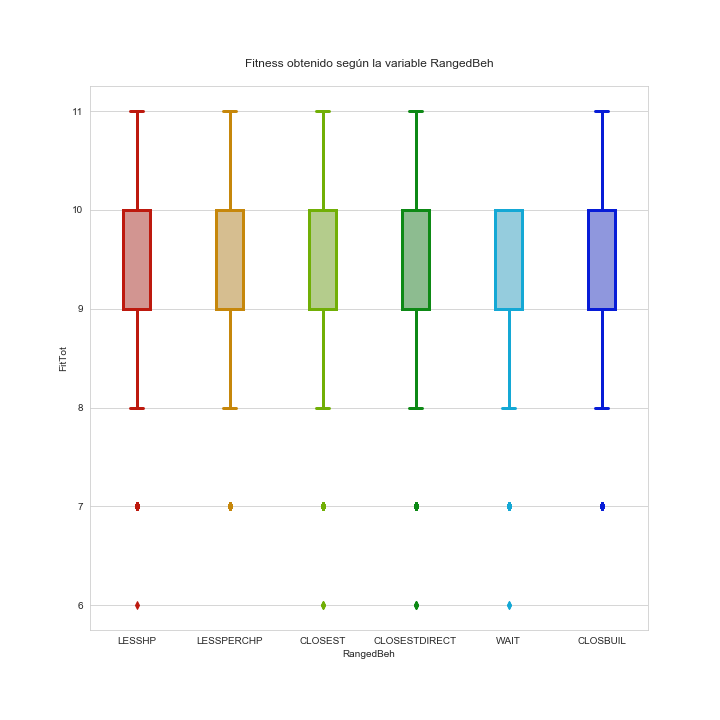 Fitness obtenido según la variable RangedBeh
11
10
9
FitTot
8
7
6
LESSHP LESSPERCHP CLOSEST CLOSESTDIRECT WAIT CLOSBUIL
RangedBeh